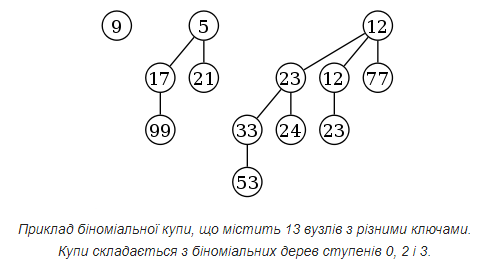 9 5 12
17 21 23 12 77
99 33 24 23
53
Приклад біноміальної купи, що містить 13 вузлів з різними ключами.
Купи складається з біноміальних дерев ступенів 0, 2 і 3.